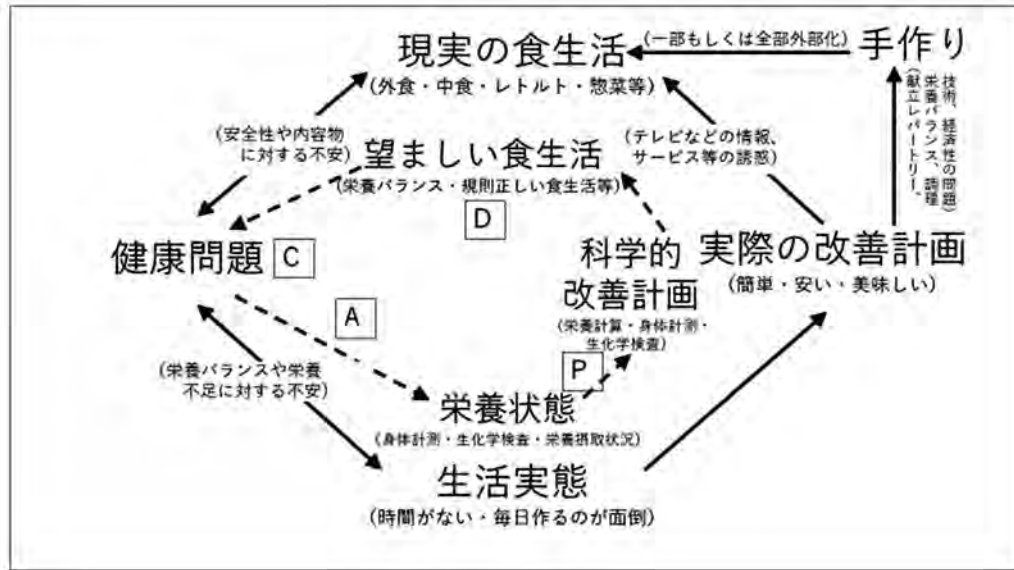 現実の食生活
(外食・中食・レトルト・惣菜等)
(一部もしくは全部外部化)
手作り
(献立レパートリー、
栄養バランス、調理
技術、経済性の問題)
(安全性や内容物
に対する不安)
望ましい食生活
(栄養バランス・規則正しい食生活等)
(テレビなどの情報、
サービス等の誘惑)
D
健康問題
C
科学的
改善計画
(栄養計算・身体計測・
生化学検査)
実際の改善計画
(簡単・安い・美味しい)
A
P
(栄養バランスや栄養
不足に対する不安)
栄養状態
(身体計測・生化学検査・栄養摂取状況)
生活実態
(時間がない・毎日作るのが面倒)